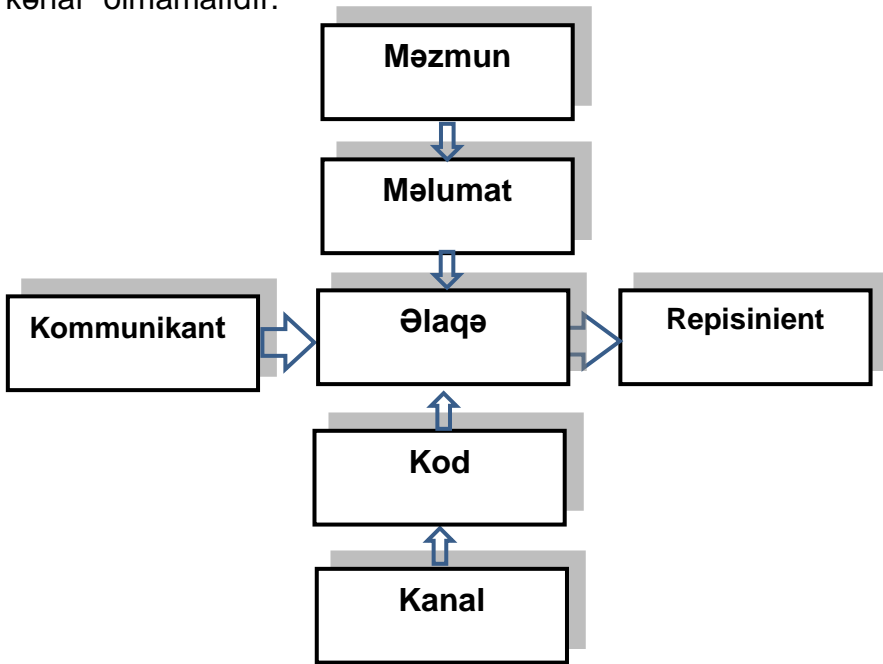 kənar olmamalıdır.
Məzmun
Məlumat
Kommunikant
Əlaqə
Repisinient
Kod
Kanal